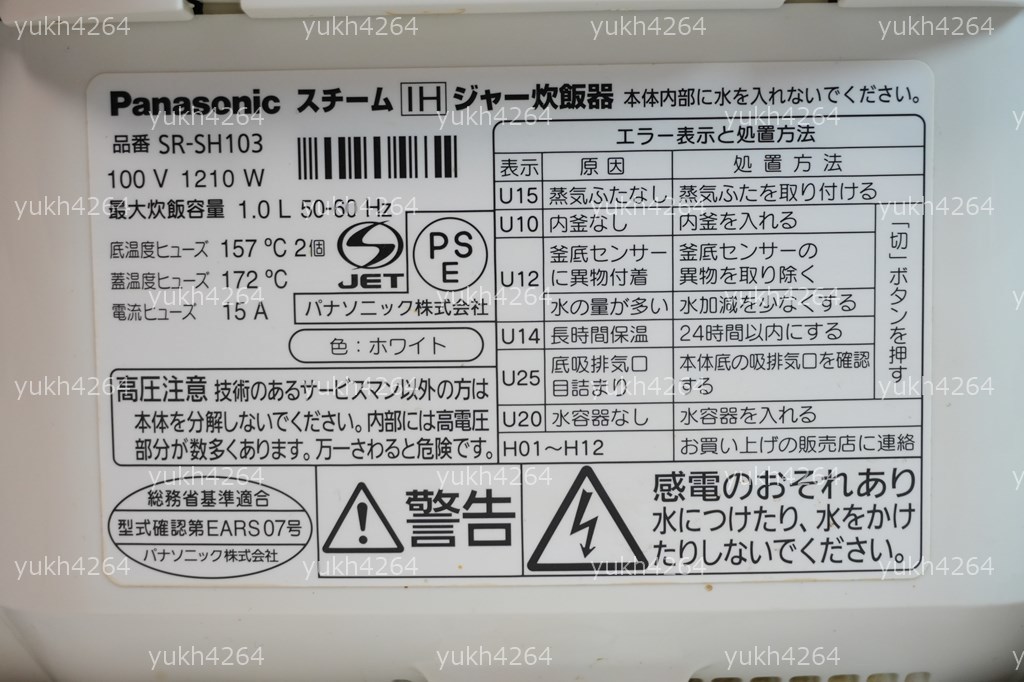 Panasonic スチーム IH ジャー炊飯器 本体内部に水を入れないでください。
品番 SR-SH103
100 V 1210 W
最大炊飯容量 1.0 L 50-60 Hz
底温度ヒューズ 157 ℃ 2個
蓋温度ヒューズ 172 ℃
電流ヒューズ 15 A
S JET
PS E
パナソニック株式会社
色：ホワイト
高圧注意 技術のあるサービスマン以外の方は
本体を分解しないでください。内部には高電圧
部分が数多くあります。万一さわると危険です。
エラー表示と処置方法
表示 原因 処置方法
U15 蒸気ふたなし 蒸気ふたを取り付ける
U10 内釜なし 内釜を入れる
U12 釜底センサーに異物付着 釜底センサーの異物を取り除く
水の量が多い 水加減を少なくする
U14 長時間保温 24時間以内にする
U25 底吸排気口目詰まり 本体底の吸排気口を確認する
「切」ボタンを押す
U20 水容器なし 水容器を入れる
H01～H12 お買い上げの販売店に連絡
総務省基準適合
型式確認第EARS07号
パナソニック株式会社
警告
感電のおそれあり
水につけたり、水をかけ
たりしないでください。
yukh4264